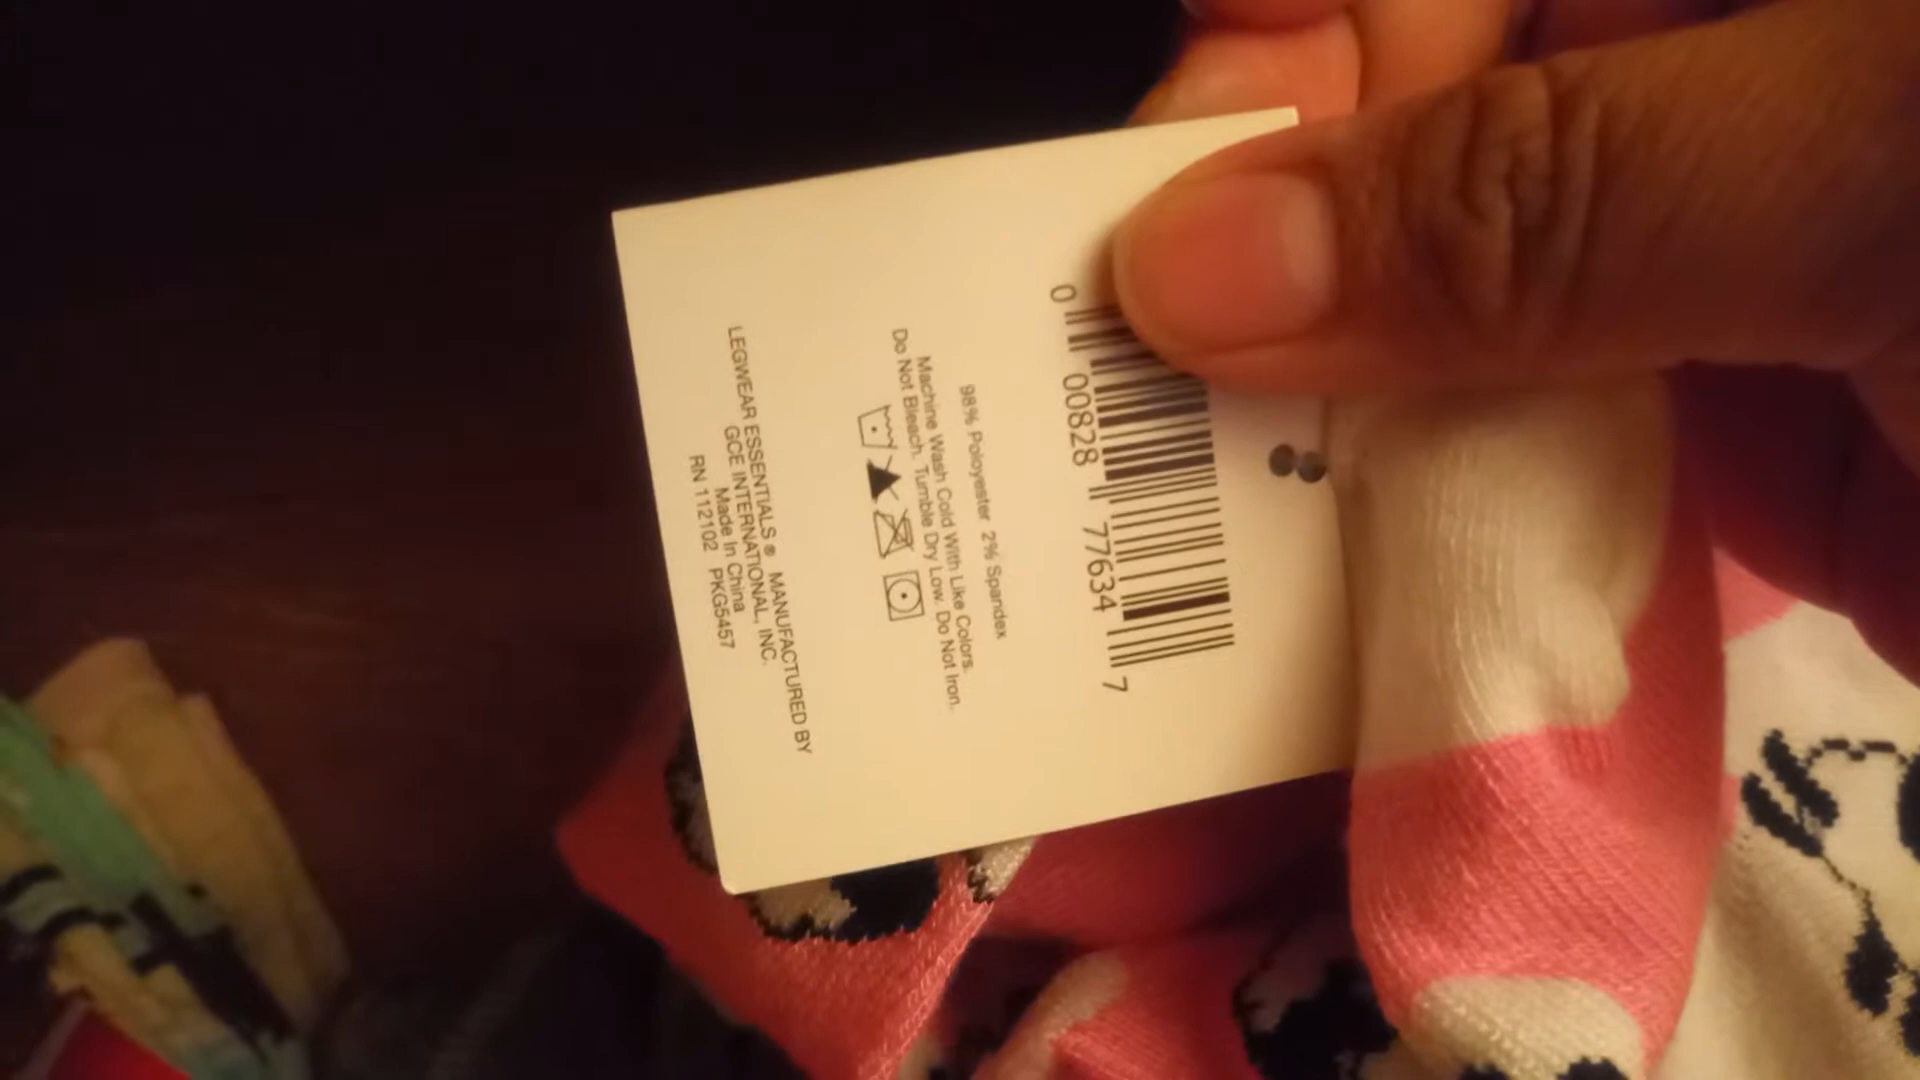 0 00828 77634 7
98% Poloyester 2% Spandex
Machine Wash Cold With Like Colors.
Do Not Bleach. Tumble Dry Low. Do Not Iron.
LEGWEAR ESSENTIALS ® MANUFACTURED BY
GCE INTERNATIONAL, INC.
Made In China
RN 112102 PKG5457